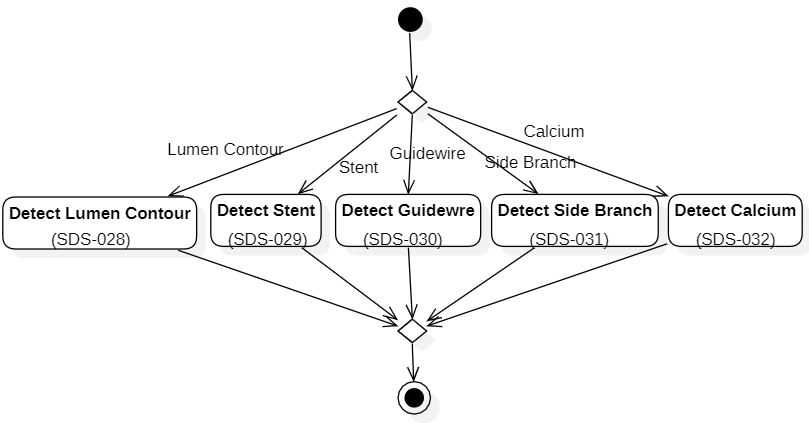 Calcium
Lumen Contour
Guidewire
Stent
Side Branch
Detect Lumen Contour
(SDS-028)
Detect Stent
(SDS-029)
Detect Guidewre
(SDS-030)
Detect Side Branch
(SDS-031)
Detect Calcium
(SDS-032)